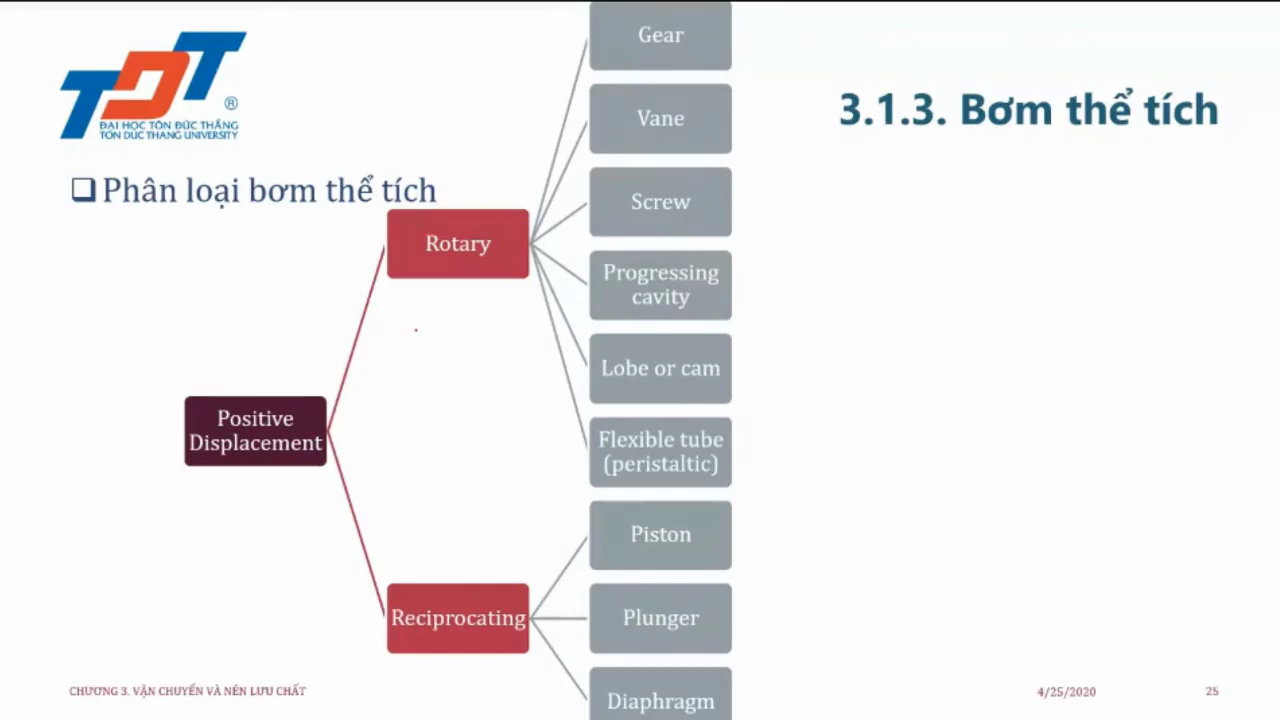 ĐẠI HỌC TÔN ĐỨC THẮNG
TON DUC THANG UNIVERSITY
®
3.1.3. Bơm thể tích
❑ Phân loại bơm thể tích
Positive
Displacement
Rotary
Gear
Vane
Screw
Progressing
cavity
Lobe or cam
Flexible tube
(peristaltic)
Reciprocating
Piston
Plunger
Diaphragm
CHƯƠNG 3. VẬN CHUYỂN VÀ NÉN LƯU CHẤT
4/25/2020
25